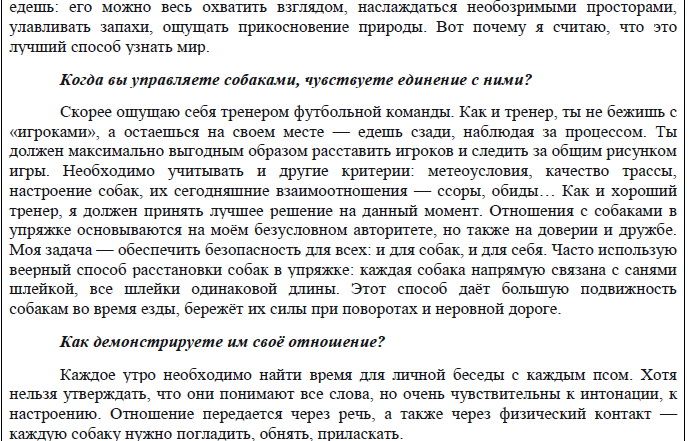 едешь: его можно весь охватить взглядом, наслаждаться необозримыми просторами,
улавливать запахи, ощущать прикосновение природы. Вот почему я считаю, что это
лучший способ узнать мир.
Когда вы управляете собаками, чувствуете единение с ними?
Скорее ощущаю себя тренером футбольной команды. Как и тренер, ты не бежишь с
«игроками», а остаешься на своем месте — едешь сзади, наблюдая за процессом. Ты
должен максимально выгодным образом расставить игроков и следить за общим рисунком
игры. Необходимо учитывать и другие критерии: метеоусловия, качество трассы,
настроение собак, их сегодняшние взаимоотношения — ссоры, обиды… Как и хороший
тренер, я должен принять лучшее решение на данный момент. Отношения с собаками в
упряжке основываются на моём безусловном авторитете, но также на доверии и дружбе.
Моя задача — обеспечить безопасность для всех: и для собак, и для себя. Часто использую
веерный способ расстановки собак в упряжке: каждая собака напрямую связана с санями
шлейкой, все шлейки одинаковой длины. Этот способ даёт большую подвижность
собакам во время езды, бережёт их силы при поворотах и неровной дороге.
Как демонстрируете им своё отношение?
Каждое утро необходимо найти время для личной беседы с каждым псом. Хотя
нельзя утверждать, что они понимают все слова, но очень чувствительны к интонации, к
настроению. Отношение передается через речь, а также через физический контакт —
каждую собаку нужно погладить, обнять, приласкать.